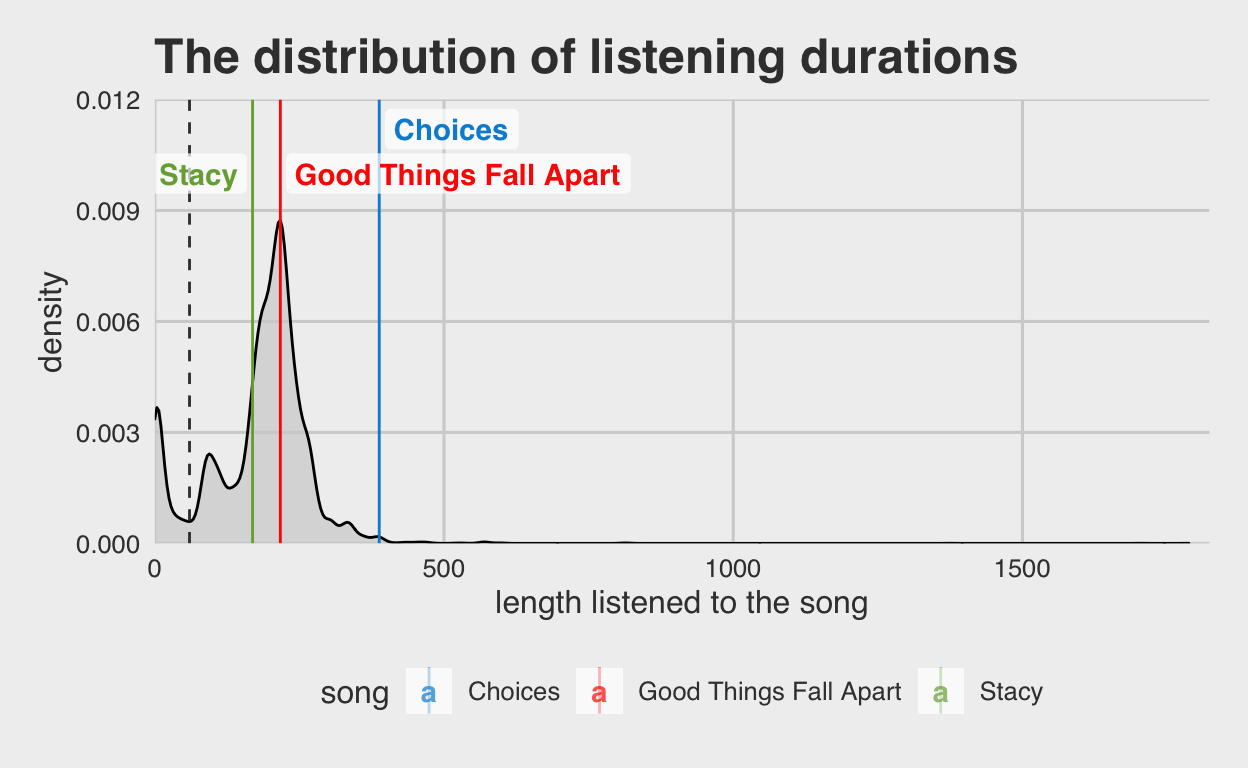 The distribution of listening durations
0.012
0.009
0.006
0.003
0.000
density
Choices
Stacy
Good Things Fall Apart
0
500
1000
1500
length listened to the song
song
a Choices
a Good Things Fall Apart
a Stacy